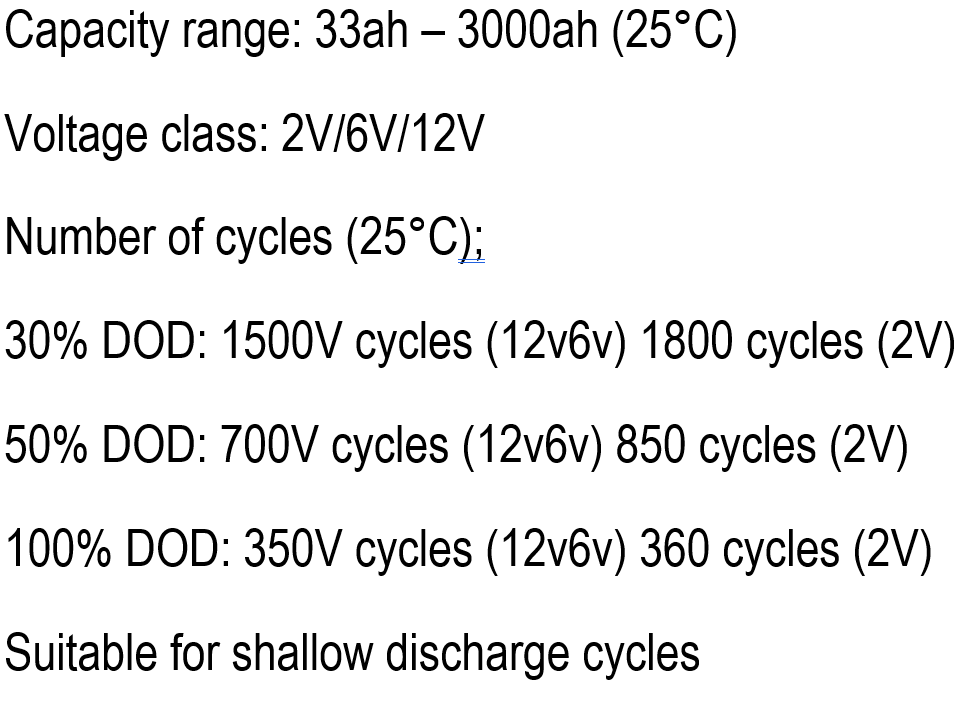 Capacity range: 33ah – 3000ah (25°C)
Voltage class: 2V/6V/12V
Number of cycles (25°C);
30% DOD: 1500V cycles (12v6v) 1800 cycles (2V)
50% DOD: 700V cycles (12v6v) 850 cycles (2V)
100% DOD: 350V cycles (12v6v) 360 cycles (2V)
Suitable for shallow discharge cycles